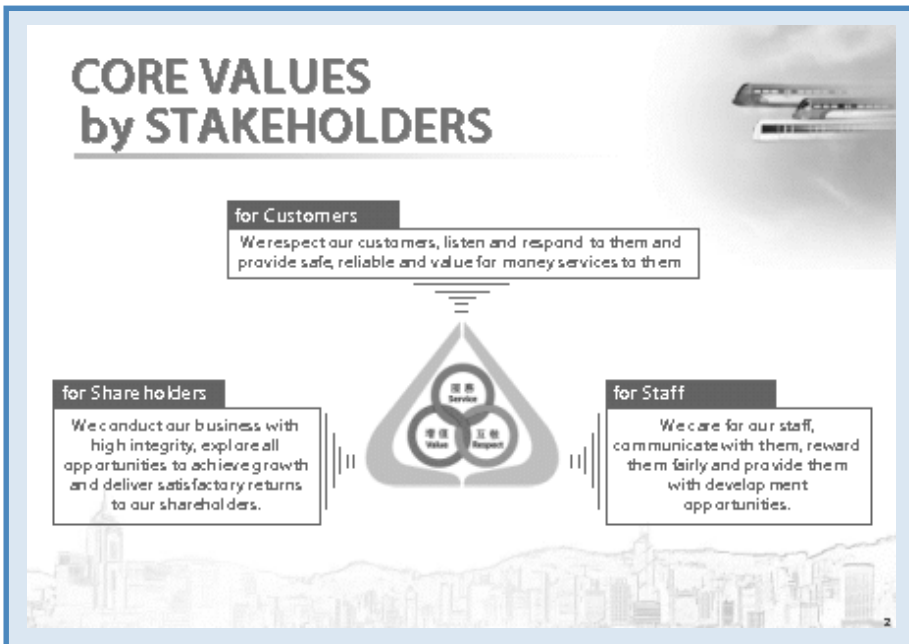 CORE VALUES
by STAKEHOLDERS
for Customers
We respect our customers, listen and respond to them and
provide safe, reliable and value for money services to them
服務
Service
增值
Value
互敬
Respect
for Shareholders
We conduct our business with
high integrity, explore all
opportunities to achieve growth
and deliver satisfactory returns
to our shareholders.
for Staff
We care for our staff,
communicate with them, reward
them fairly and provide them
with development
opportunities.
2